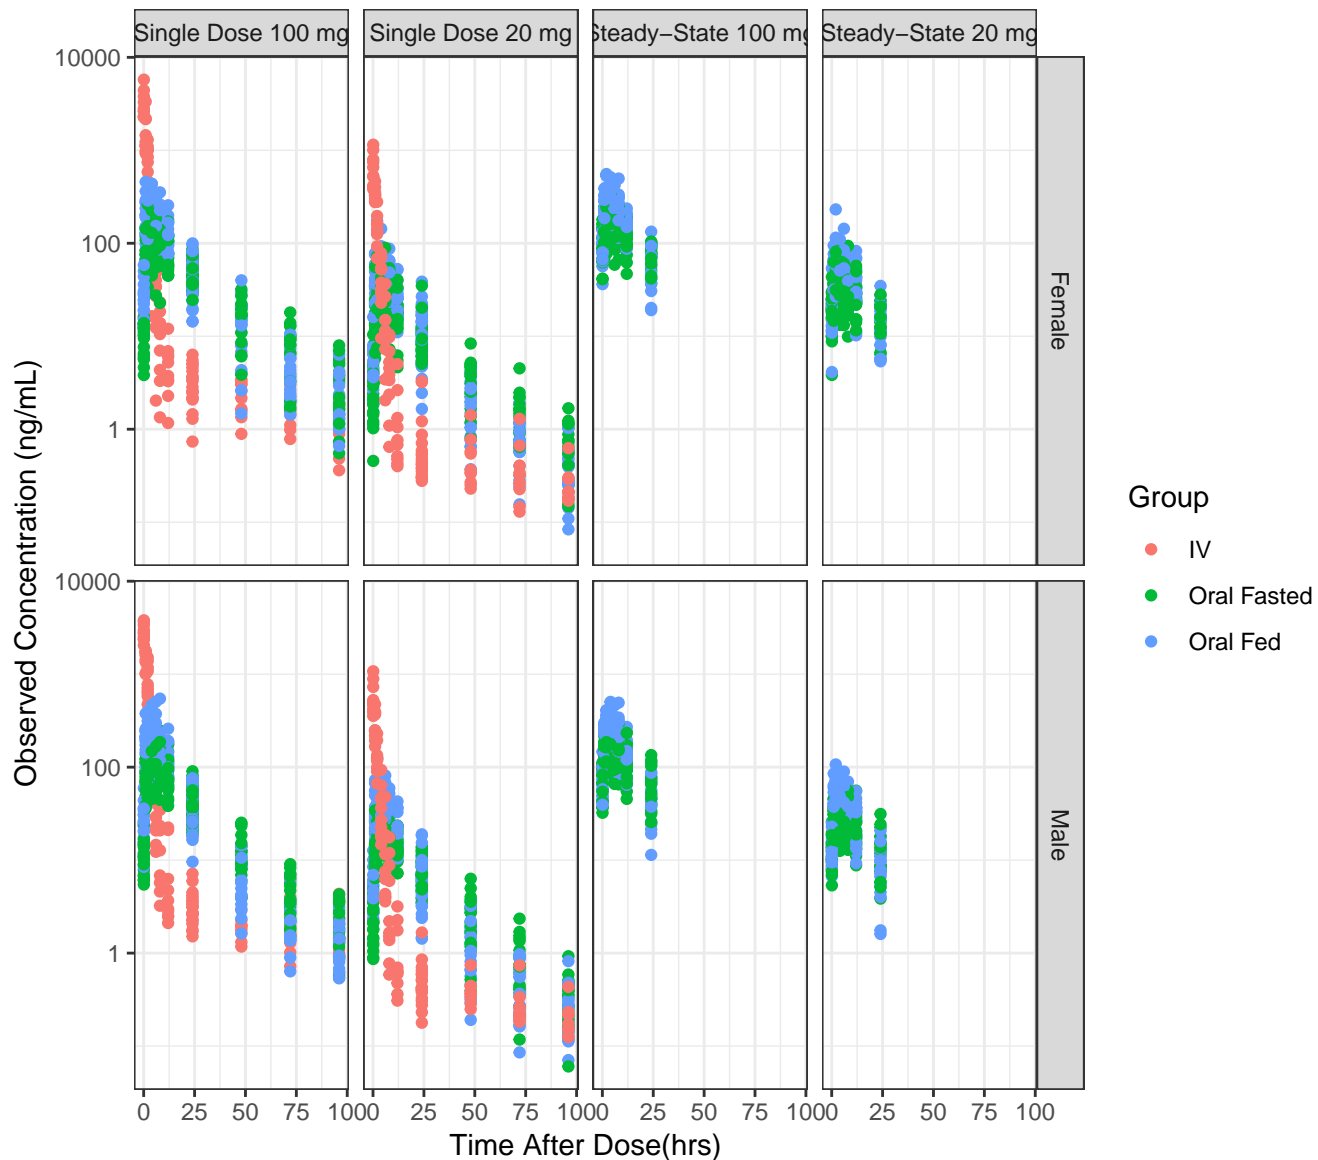 Single Dose 100 mg
Single Dose 20 mg
Steady−State 100 mg
Steady−State 20 mg
10000
100
1
Female
10000
100
1
Male
Observed Concentration (ng/mL)
0 25 50 75 100
0 25 50 75 100
0 25 50 75 100
0 25 50 75 100
Time After Dose(hrs)
Group
IV
Oral Fasted
Oral Fed